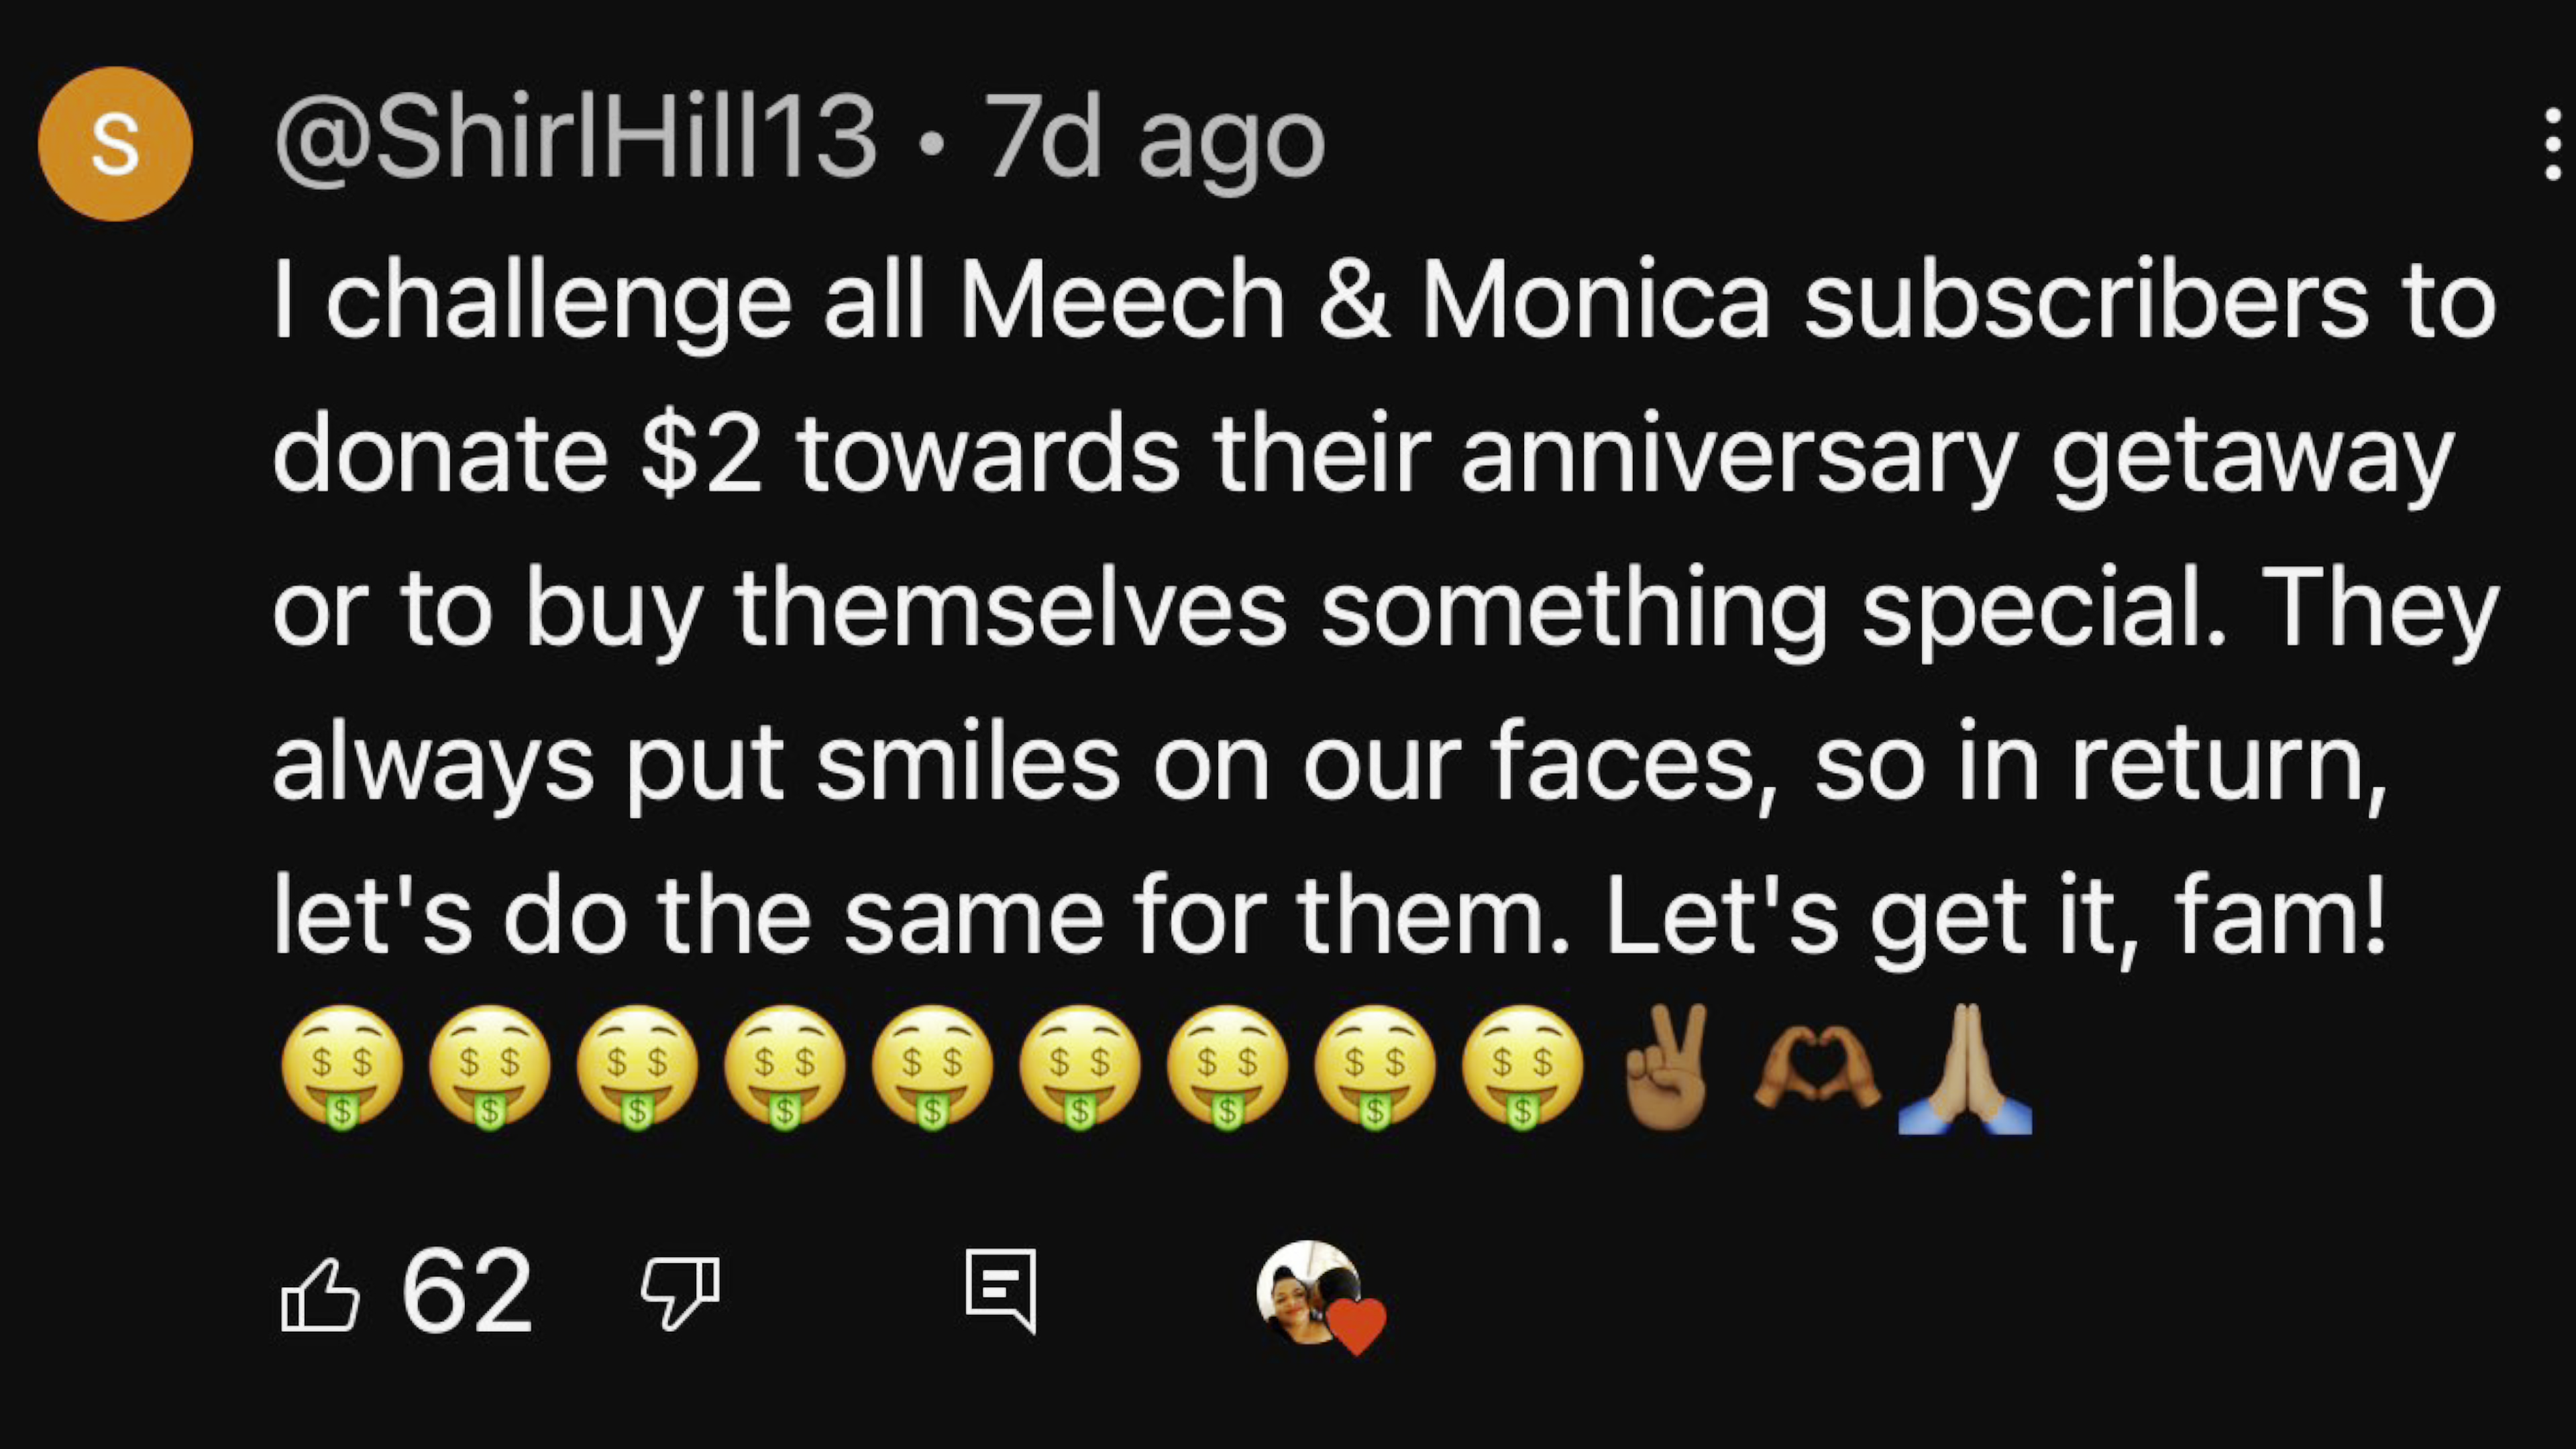 S
@ShirlHill13 • 7d ago
I challenge all Meech & Monica subscribers to
donate $2 towards their anniversary getaway
or to buy themselves something special. They
always put smiles on our faces, so in return,
let's do the same for them. Let's get it, fam!
🤑🤑🤑🤑🤑🤑🤑🤑🤑✌🏾🫶🏾🙏🏼
62